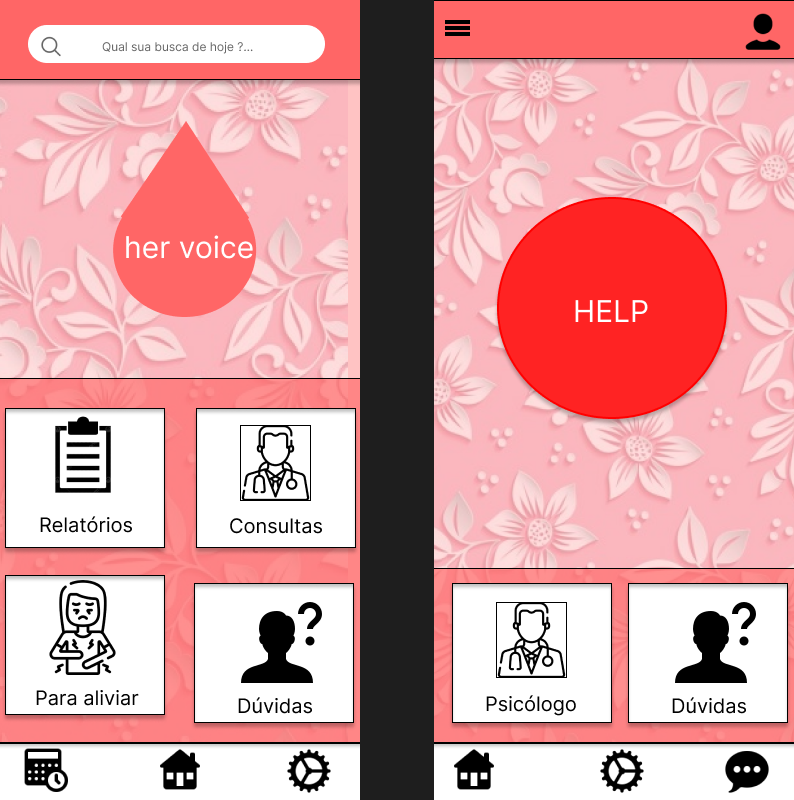 Qual sua busca de hoje ?...
her voice
Relatórios
Consultas
Para aliviar
?
Dúvidas
HELP
Psicólogo
?
Dúvidas